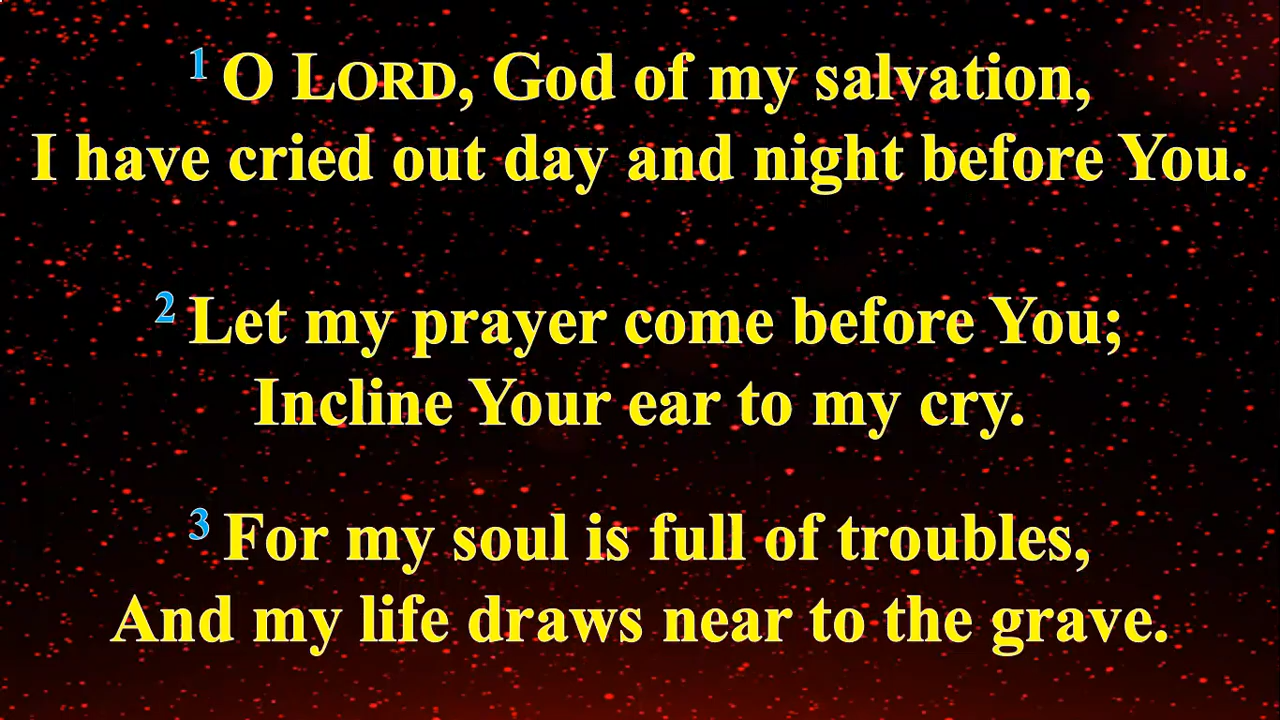 1 O LORD, God of my salvation,
I have cried out day and night before You.
2 Let my prayer come before You;
Incline Your ear to my cry.
3 For my soul is full of troubles,
And my life draws near to the grave.